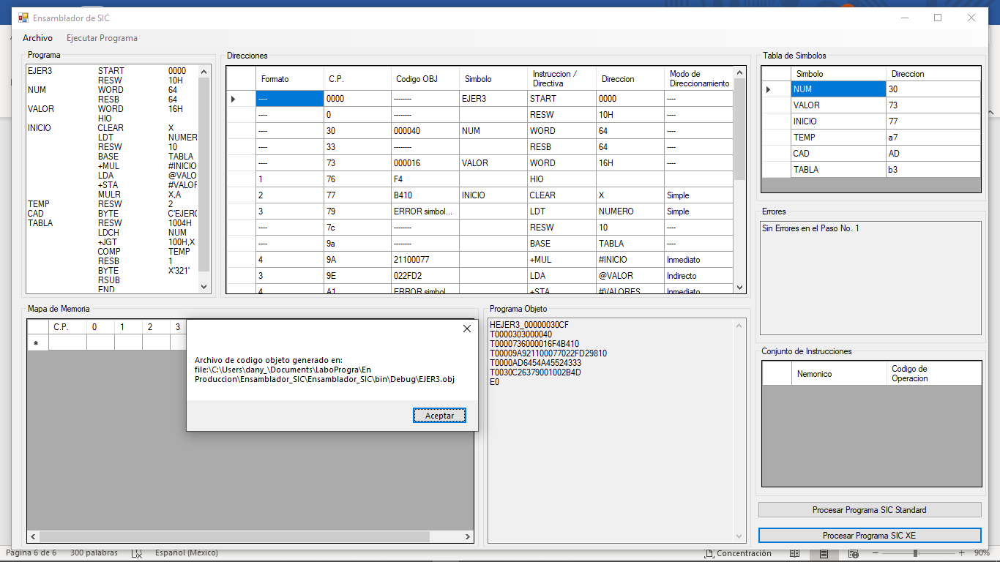 Ensamblador de SIC
Archivo Ejecutar Programa
Programa
EJER3 START 0000
RESW 10H
NUM WORD 64
RESB 64
VALOR WORD 16H
HIO
INICIO CLEAR X
LDT NUMER
RESW 10
BASE TABLA
+MUL #INICIO
LDA @VALO
+STA #VALOF
MULR X,A
TEMP RESW 2
CAD BYTE C'EJERC
TABLA RESW 1004H
LDCH NUM
+JGT 100H,X
COMP TEMP
RESB 1
BYTE X'321'
RSUB
END
Direcciones
Formato C.P. Codigo OBJ Simbolo Instruccion / Directiva Direccion Modo de Direccionamiento
---- 0000 -------- EJER3 START 0000 ----
---- 0 -------- RESW 10H ----
---- 30 000040 NUM WORD 64 ----
---- 33 -------- RESB 64 ----
---- 73 000016 VALOR WORD 16H ----
1 76 F4 HIO
2 77 B410 INICIO CLEAR X Simple
3 79 ERROR simbol... LDT NUMERO Simple
---- 7c -------- RESW 10 ----
---- 9a -------- BASE TABLA ----
4 9A 21100077 +MUL #INICIO Inmediato
3 9E 022FD2 LDA @VALOR Indirecto
4 A1 ERROR simbol +STA #VALORES Inmediato
Tabla de Simbolos
Simbolo Direccion
NUM 30
VALOR 73
INICIO 77
TEMP a7
CAD AD
TABLA b3
Errores
Sin Errores en el Paso No. 1
Mapa de Memoria
C.P. 0 1 2 3
Archivo de codigo objeto generado en:
file:\C:\Users\dany_\Documents\LaboProgra\En
Produccion\Ensamblador_SIC\Ensamblador_SIC\bin\Debug\EJER3.obj
Aceptar
Programa Objeto
HEJER3_00000030CF
T0000303000040
T0000736000016F4B410
T00009A921100077022FD29810
T0000AD6454A45524333
T0030C26379001002B4D
E0
Conjunto de Instrucciones
Nemonico Codigo de Operacion
Procesar Programa SIC Standard
Procesar Programa SIC XE
Página 6 de 6 300 palabras Español (México) Concentración 90%